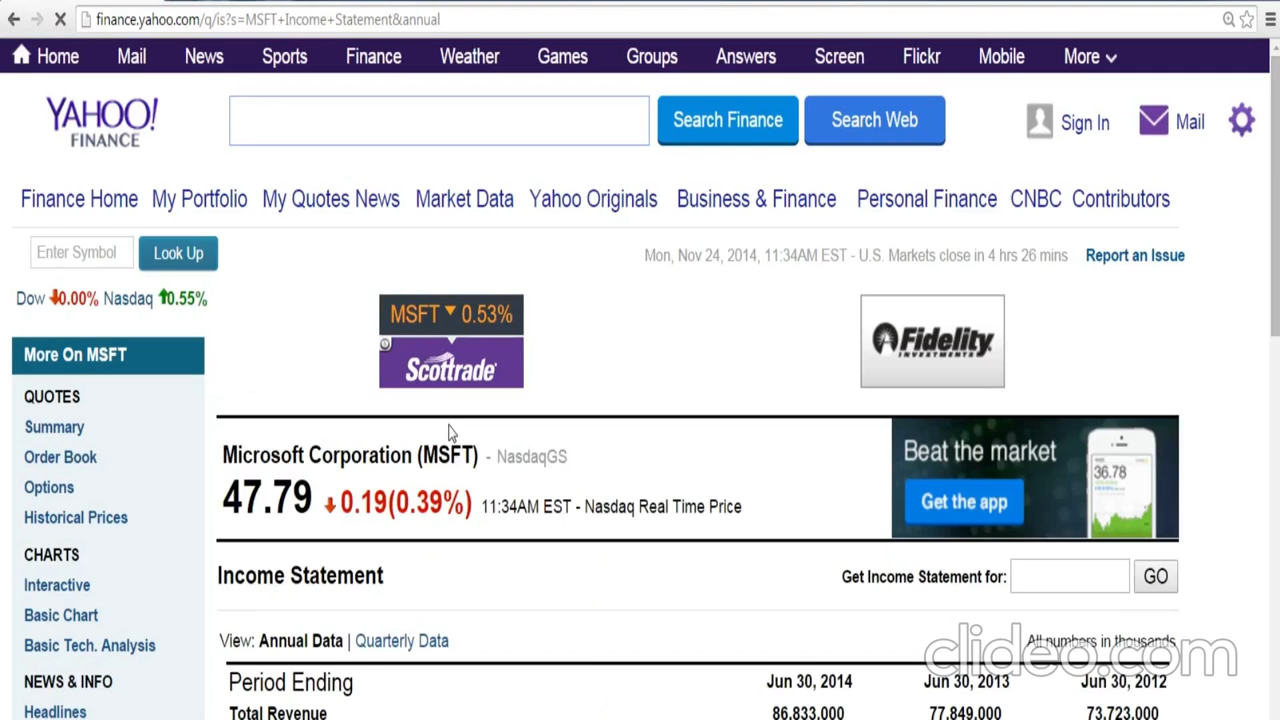 finance.yahoo.com/q/is?s=MSFT+Income+Statement&annual
Home Mail News Sports Finance Weather Games Groups Answers Screen Flickr Mobile More
YAHOO!
FINANCE
Search Finance Search Web Sign In Mail
Finance Home My Portfolio My Quotes News Market Data Yahoo Originals Business & Finance Personal Finance CNBC Contributors
Enter Symbol Look Up Mon, Nov 24, 2014, 11:34AM EST - U.S. Markets close in 4 hrs 26 mins Report an Issue
Dow 0.00% Nasdaq 0.55%
MSFT 0.53%
Scottrade
Fidelity
INVESTMENTS
More On MSFT
QUOTES
Summary
Order Book
Options
Historical Prices
CHARTS
Interactive
Basic Chart
Basic Tech. Analysis
NEWS & INFO
Headlines
Microsoft Corporation (MSFT) - NasdaqGS
47.79 0.19(0.39%) 11:34AM EST - Nasdaq Real Time Price
Beat the market
Get the app
36.78
Income Statement Get Income Statement for: GO
View: Annual Data | Quarterly Data All numbers in thousands
Period Ending Jun 30, 2014 Jun 30, 2013 Jun 30, 2012
Total Revenue 86,833,000 77,849,000 73,723,000
clideo.com